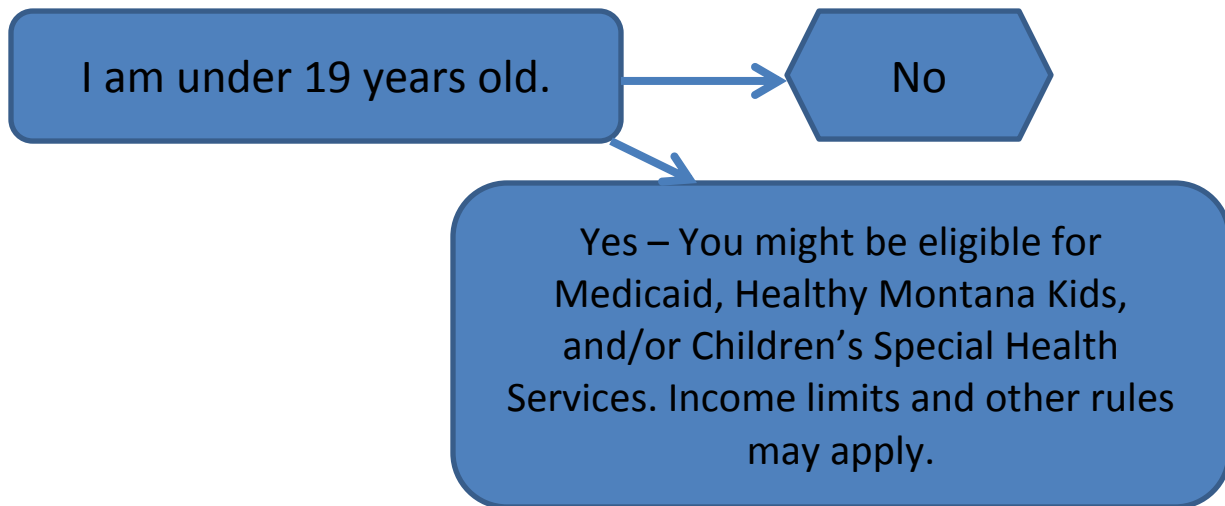 I am under 19 years old.
No
Yes – You might be eligible for
Medicaid, Healthy Montana Kids,
and/or Children’s Special Health
Services. Income limits and other rules
may apply.